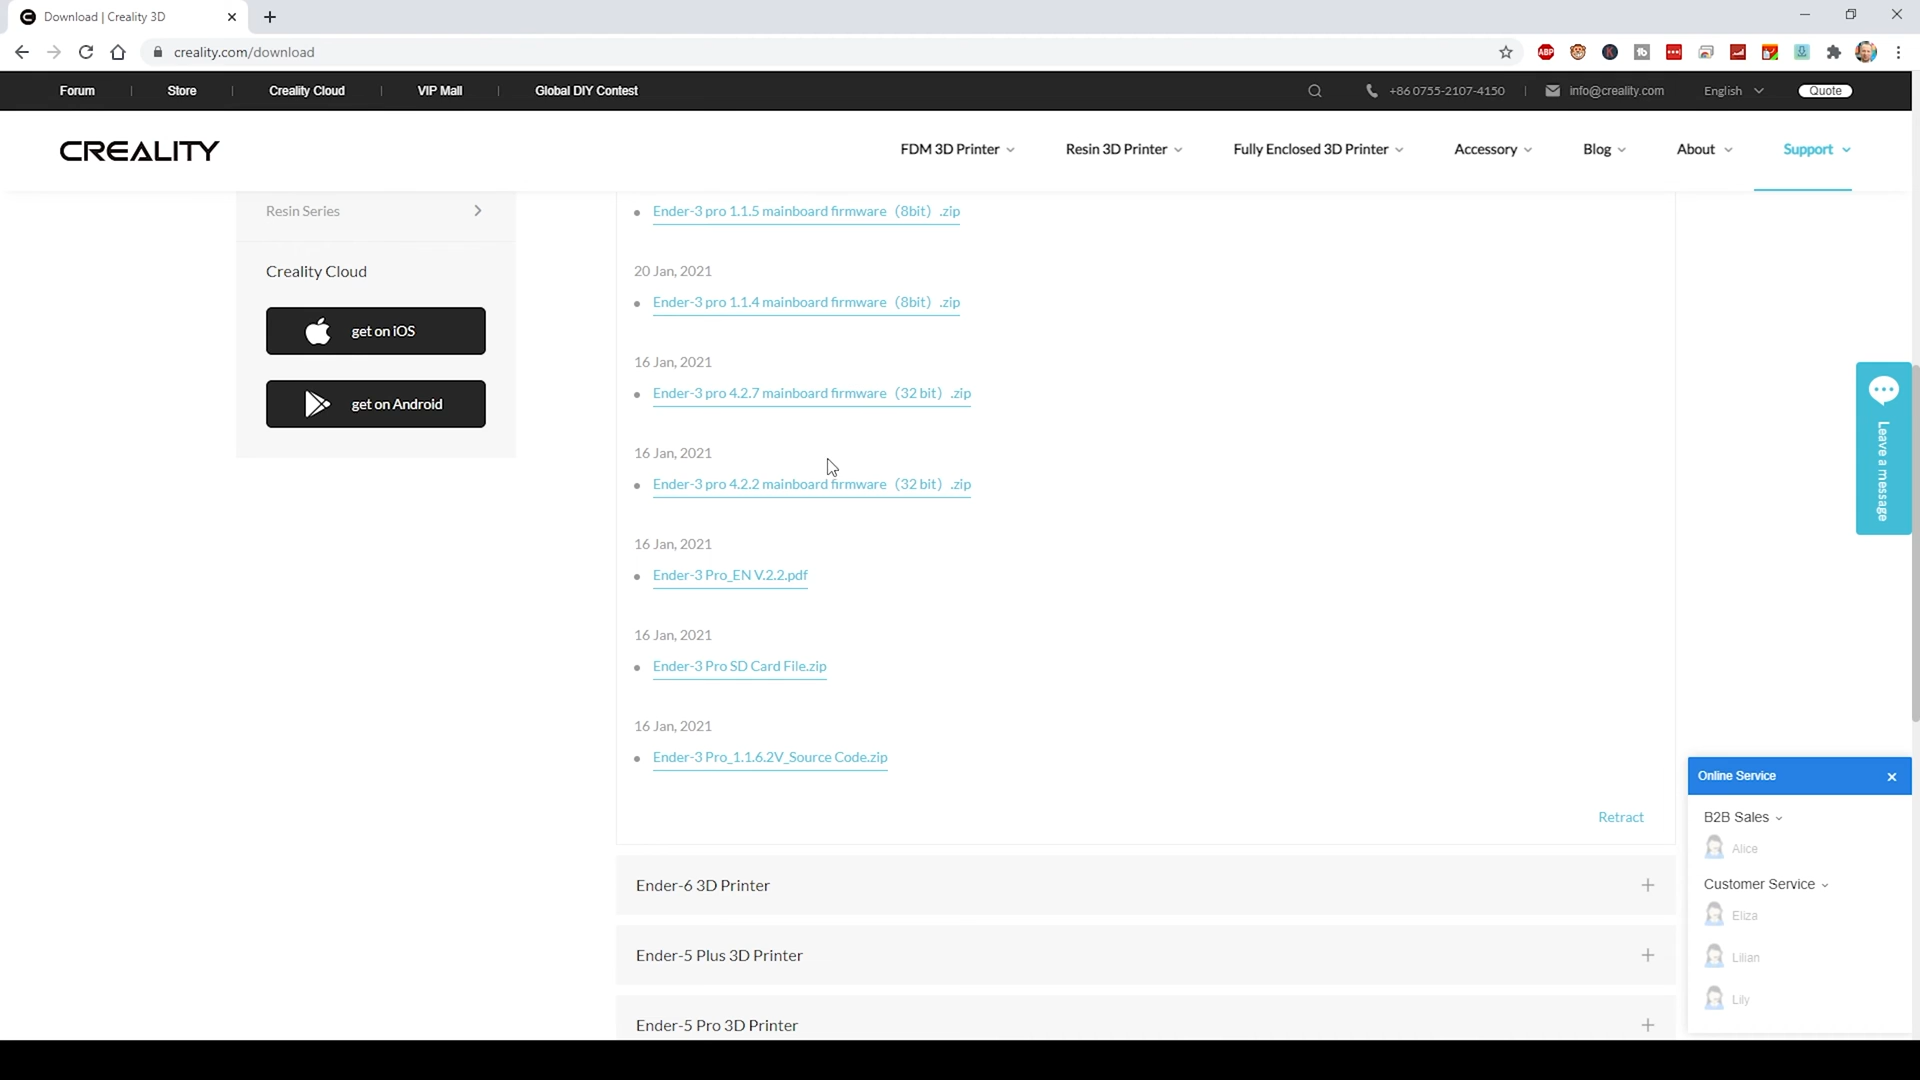 Download | Creality 3D
creality.com/download
Forum
Store
Creality Cloud
VIP Mall
Global DIY Contest
+86 0755-2107-4150
info@creality.com
English
Quote
CREALITY
FDM 3D Printer
Resin 3D Printer
Fully Enclosed 3D Printer
Accessory
Blog
About
Support
Resin Series
Creality Cloud
get on iOS
get on Android
Ender-3 pro 1.1.5 mainboard firmware（8bit）.zip
20 Jan, 2021
Ender-3 pro 1.1.4 mainboard firmware（8bit）.zip
16 Jan, 2021
Ender-3 pro 4.2.7 mainboard firmware（32 bit）.zip
16 Jan, 2021
Ender-3 pro 4.2.2 mainboard firmware（32 bit）.zip
16 Jan, 2021
Ender-3 Pro_EN V.2.2.pdf
16 Jan, 2021
Ender-3 Pro SD Card File.zip
16 Jan, 2021
Ender-3 Pro_1.1.6.2V_Source Code.zip
Retract
Ender-6 3D Printer
Ender-5 Plus 3D Printer
Ender-5 Pro 3D Printer
Leave a message
Online Service
B2B Sales
Alice
Customer Service
Eliza
Lilian
Lily
ABP
K
tb